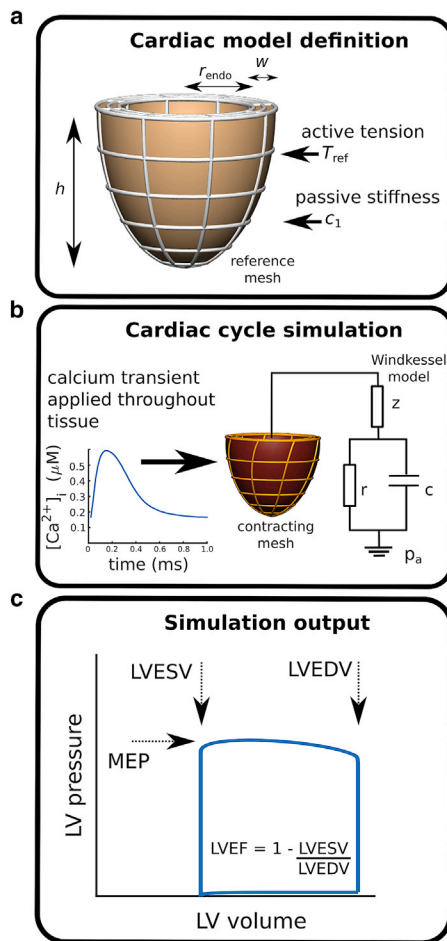 a
Cardiac model definition
r_endo
w
h
active tension
T_ref
passive stiffness
c_1
reference
mesh
b
Cardiac cycle simulation
calcium transient
applied throughout
tissue
Windkessel
model
z
r
c
p_a
contracting
mesh
[Ca²⁺]_i (μM)
0.5
0.4
0.3
0.2
0.1
0
0.2
0.4
0.6
0.8
1.0
time (ms)
c
Simulation output
LVESV
LVEDV
MEP
LV pressure
LVEF = 1 - LVESV
LVEDV
LV volume